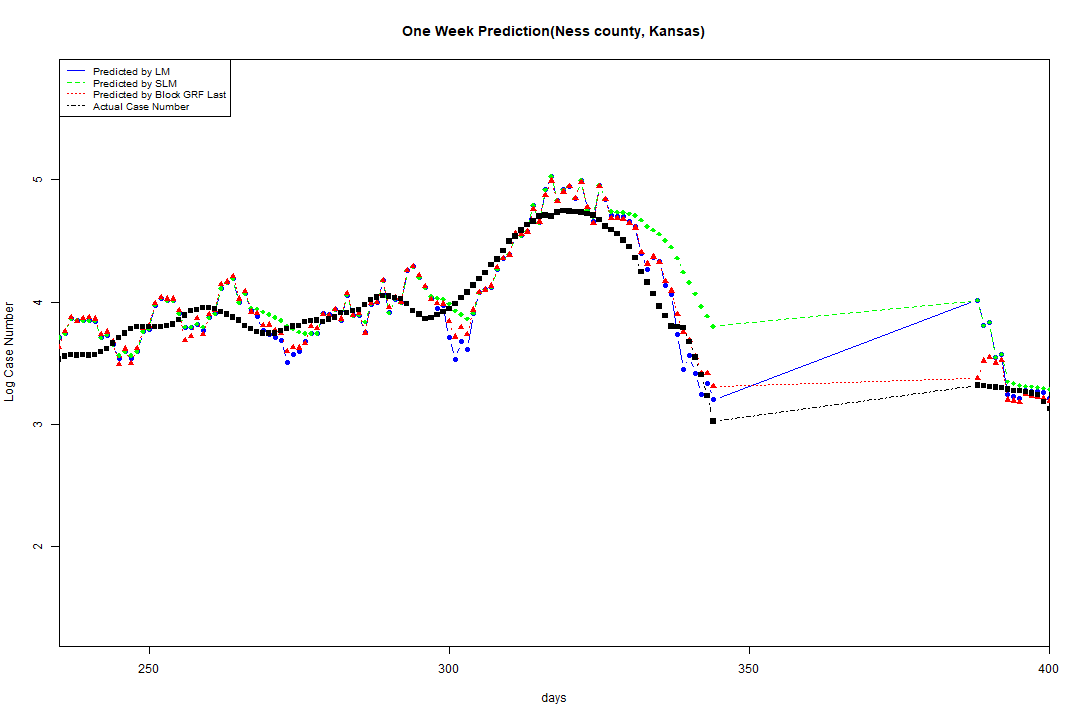 One Week Prediction(Ness county, Kansas)
Predicted by LM
Predicted by SLM
Predicted by Block GRF Last
Actual Case Number
Log Case Number
5
4
3
2
250 300 350 400
days